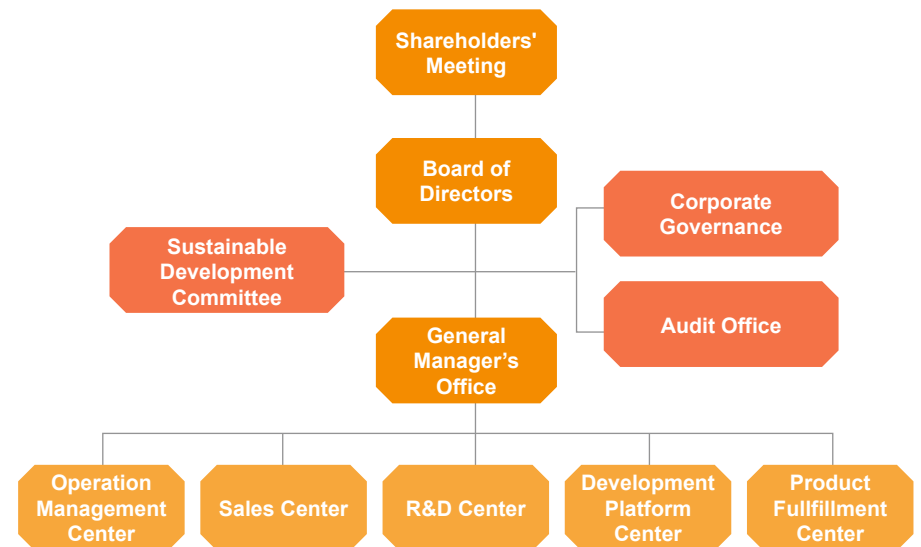 Shareholders'
Meeting
Board of
Directors
Corporate
Governance
Sustainable
Development
Committee
Audit Office
General
Manager’s
Office
Operation
Management
Center
Sales Center
R&D Center
Development
Platform
Center
Product
Fullfillment
Center